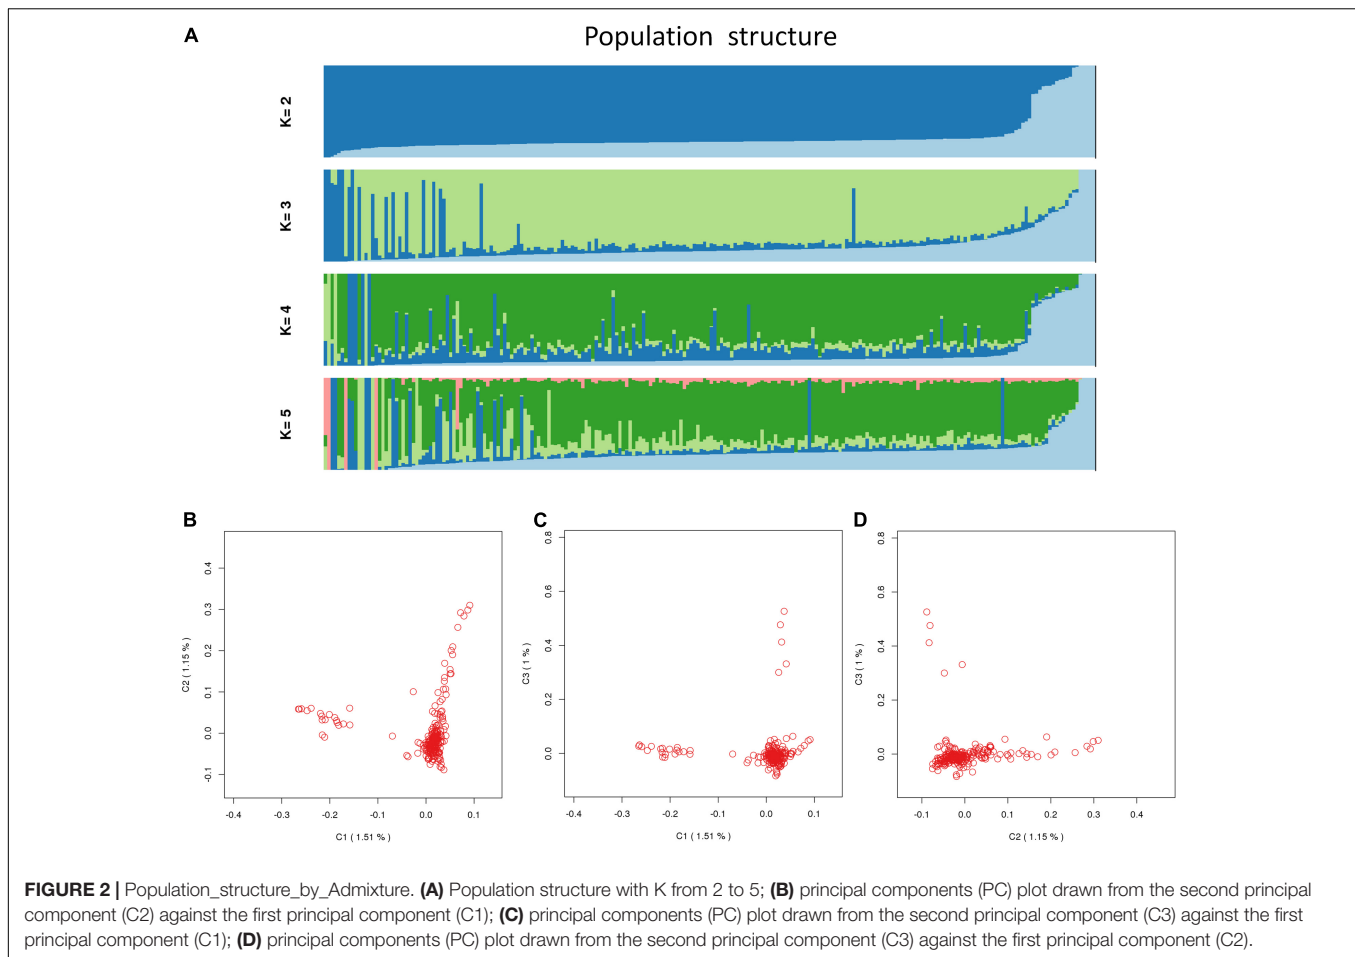 A
Population structure
K= 2
K= 3
K= 4
K= 5
B
C2 ( 1.15 % )
0.4
0.3
0.2
0.1
0.0
-0.1
-0.4
-0.3
-0.2
-0.1
0.0
0.1
C1 ( 1.51 % )
C
C3 ( 1 % )
0.8
0.6
0.4
0.2
0.0
-0.4
-0.3
-0.2
-0.1
0.0
0.1
C1 ( 1.51 % )
D
C3 ( 1 % )
0.8
0.6
0.4
0.2
0.0
-0.1
0.0
0.1
0.2
0.3
0.4
C2 ( 1.15 % )
FIGURE 2 | Population_structure_by_Admixture. (A) Population structure with K from 2 to 5; (B) principal components (PC) plot drawn from the second principal
component (C2) against the first principal component (C1); (C) principal components (PC) plot drawn from the second principal component (C3) against the first
principal component (C1); (D) principal components (PC) plot drawn from the second principal component (C3) against the first principal component (C2).